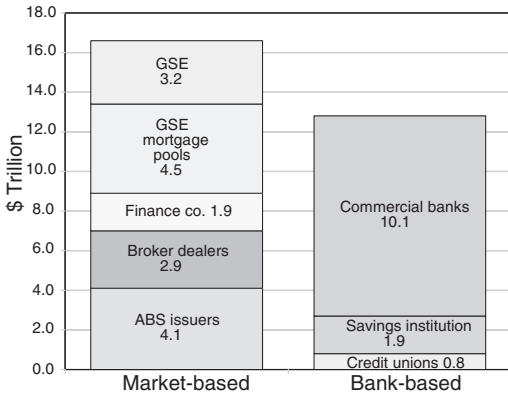 $ Trillion
18.0
16.0
14.0
12.0
10.0
8.0
6.0
4.0
2.0
0.0
GSE
3.2
GSE
mortgage
pools
4.5
Finance co. 1.9
Broker dealers
2.9
ABS issuers
4.1
Commercial banks
10.1
Savings institution
1.9
Credit unions 0.8
Market-based
Bank-based